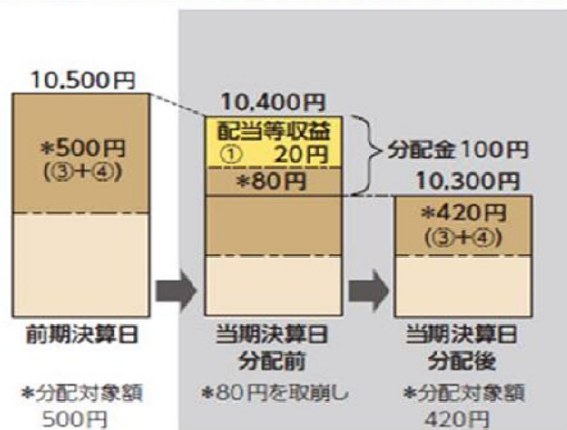 10,500円
*500円
(③+④)
前期決算日
*分配対象額
500円
10,400円
配当等収益
① 20円
*80円
分配金100円
当期決算日
分配前
*80円を取崩し
10,300円
*420円
(③+④)
当期決算日
分配後
*分配対象額
420円